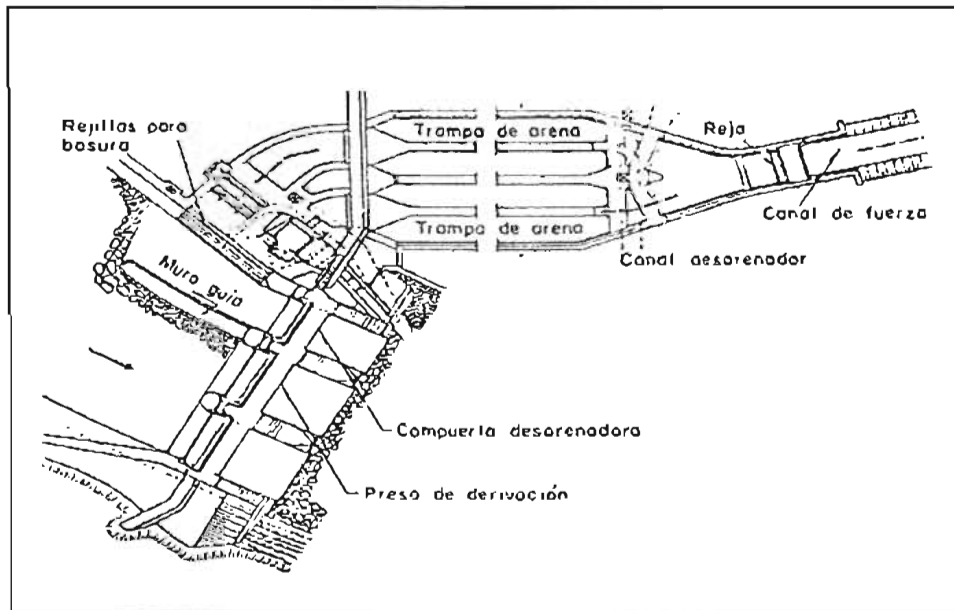 Rejillas para
basura
Trampa de arena
Reja
Canal de fuerza
Trampa de arena
Canal desarenador
Muro guía
Compuerta desarenadora
Presa de derivación